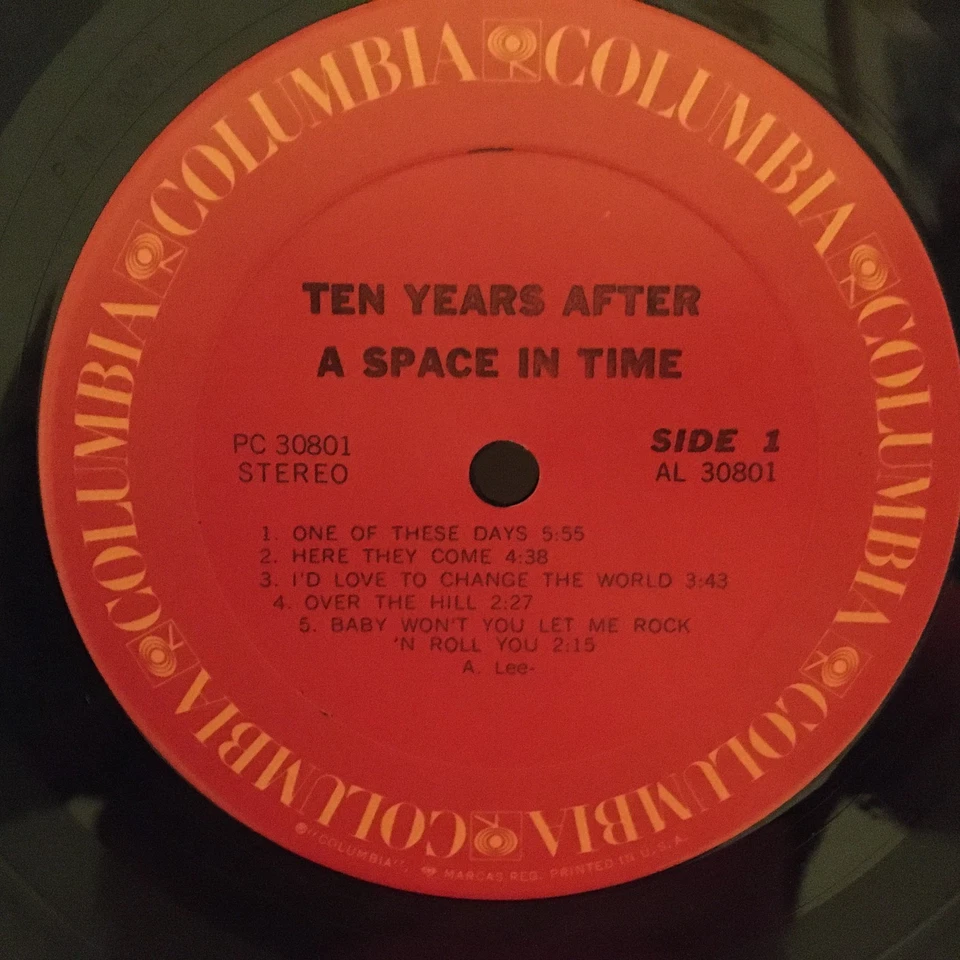 COLUMBIA COLUMBIA COLUMBIA COLUMBIA COLUMBIA COLUMBIA
TEN YEARS AFTER
A SPACE IN TIME
PC 30801
STEREO
SIDE 1
AL 30801
1. ONE OF THESE DAYS 5:55
2. HERE THEY COME 4:38
3. I'D LOVE TO CHANGE THE WORLD 3:43
4. OVER THE HILL 2:27
5. BABY WON'T YOU LET ME ROCK
'N ROLL YOU 2:15
A. Lee-
"COLUMBIA", MARCAS REG. PRINTED IN U.S.A.